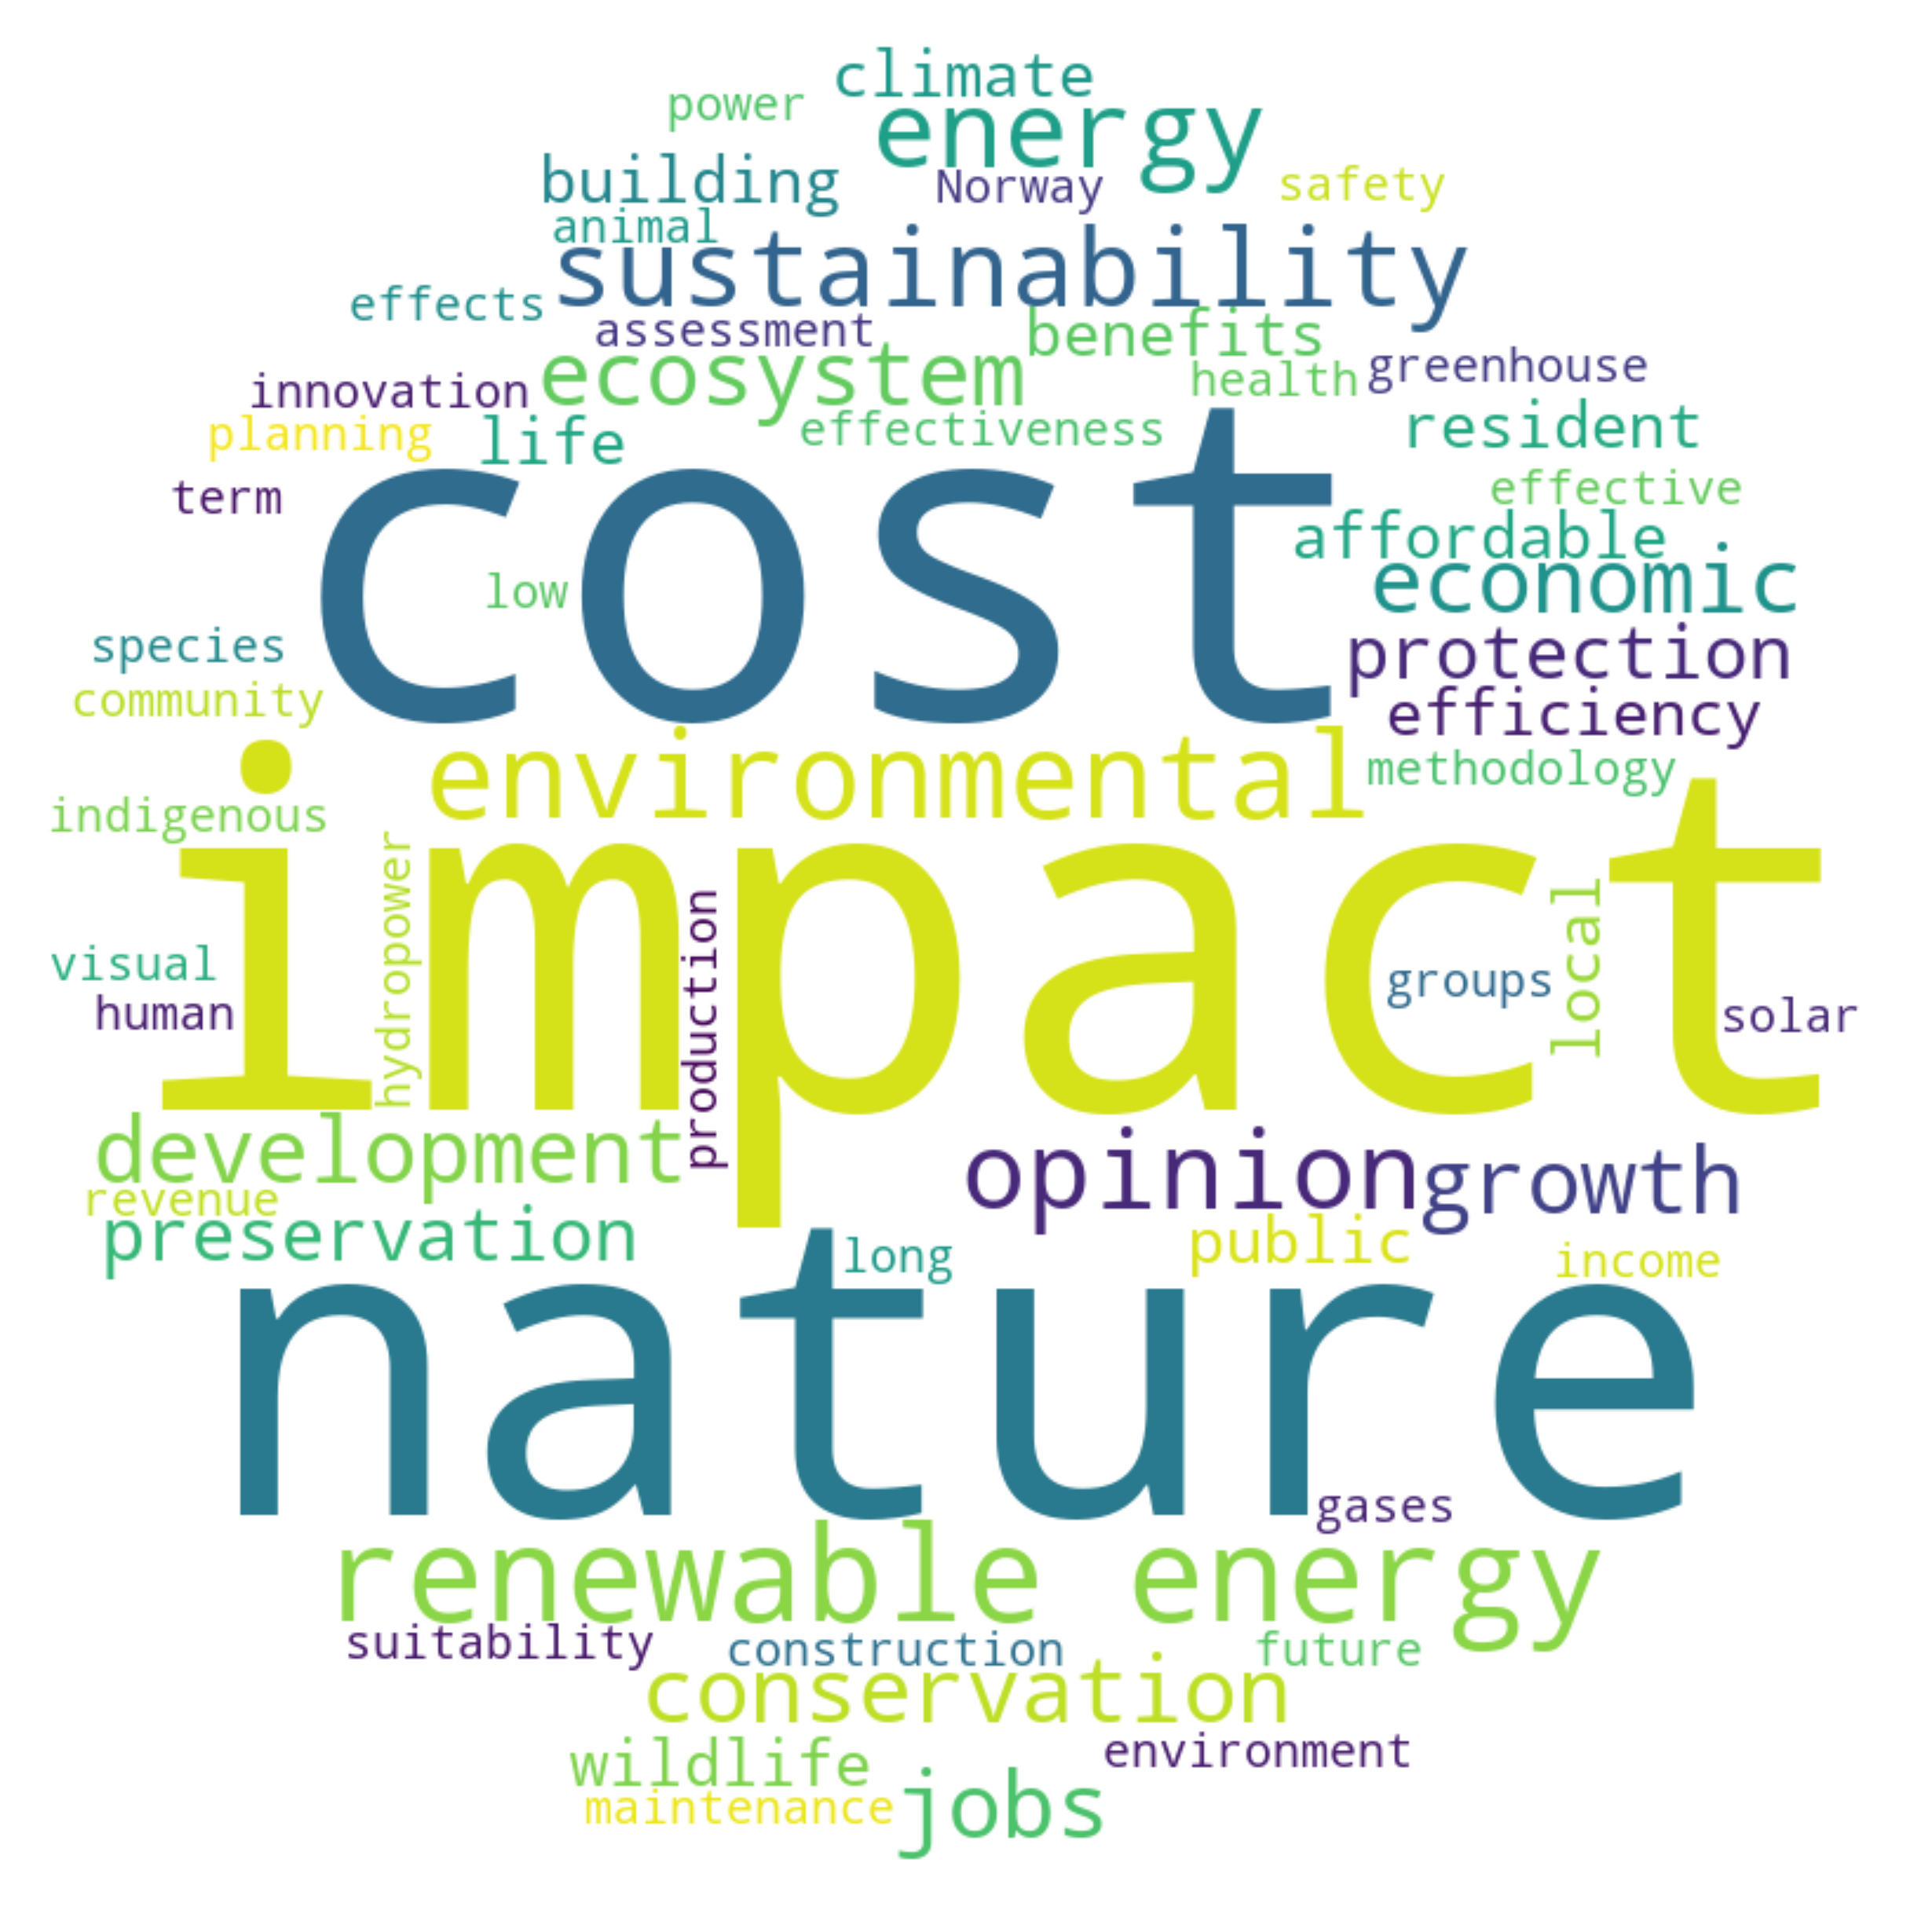 climate
power
energy
building
Norway
safety
animal
sustainability
effects
assessment
benefits
innovation
ecosystem
health
greenhouse
planning
life
effectiveness
resident
term
cost
effective
low
affordable
economic
species
protection
community
efficiency
environmental
methodology
indigenous
impact
hydropower
production
local
visual
groups
human
solar
development
opinion
growth
revenue
preservation
long
public
income
nature
gases
renewable energy
suitability
construction
future
conservation
wildlife
environment
maintenance
jobs